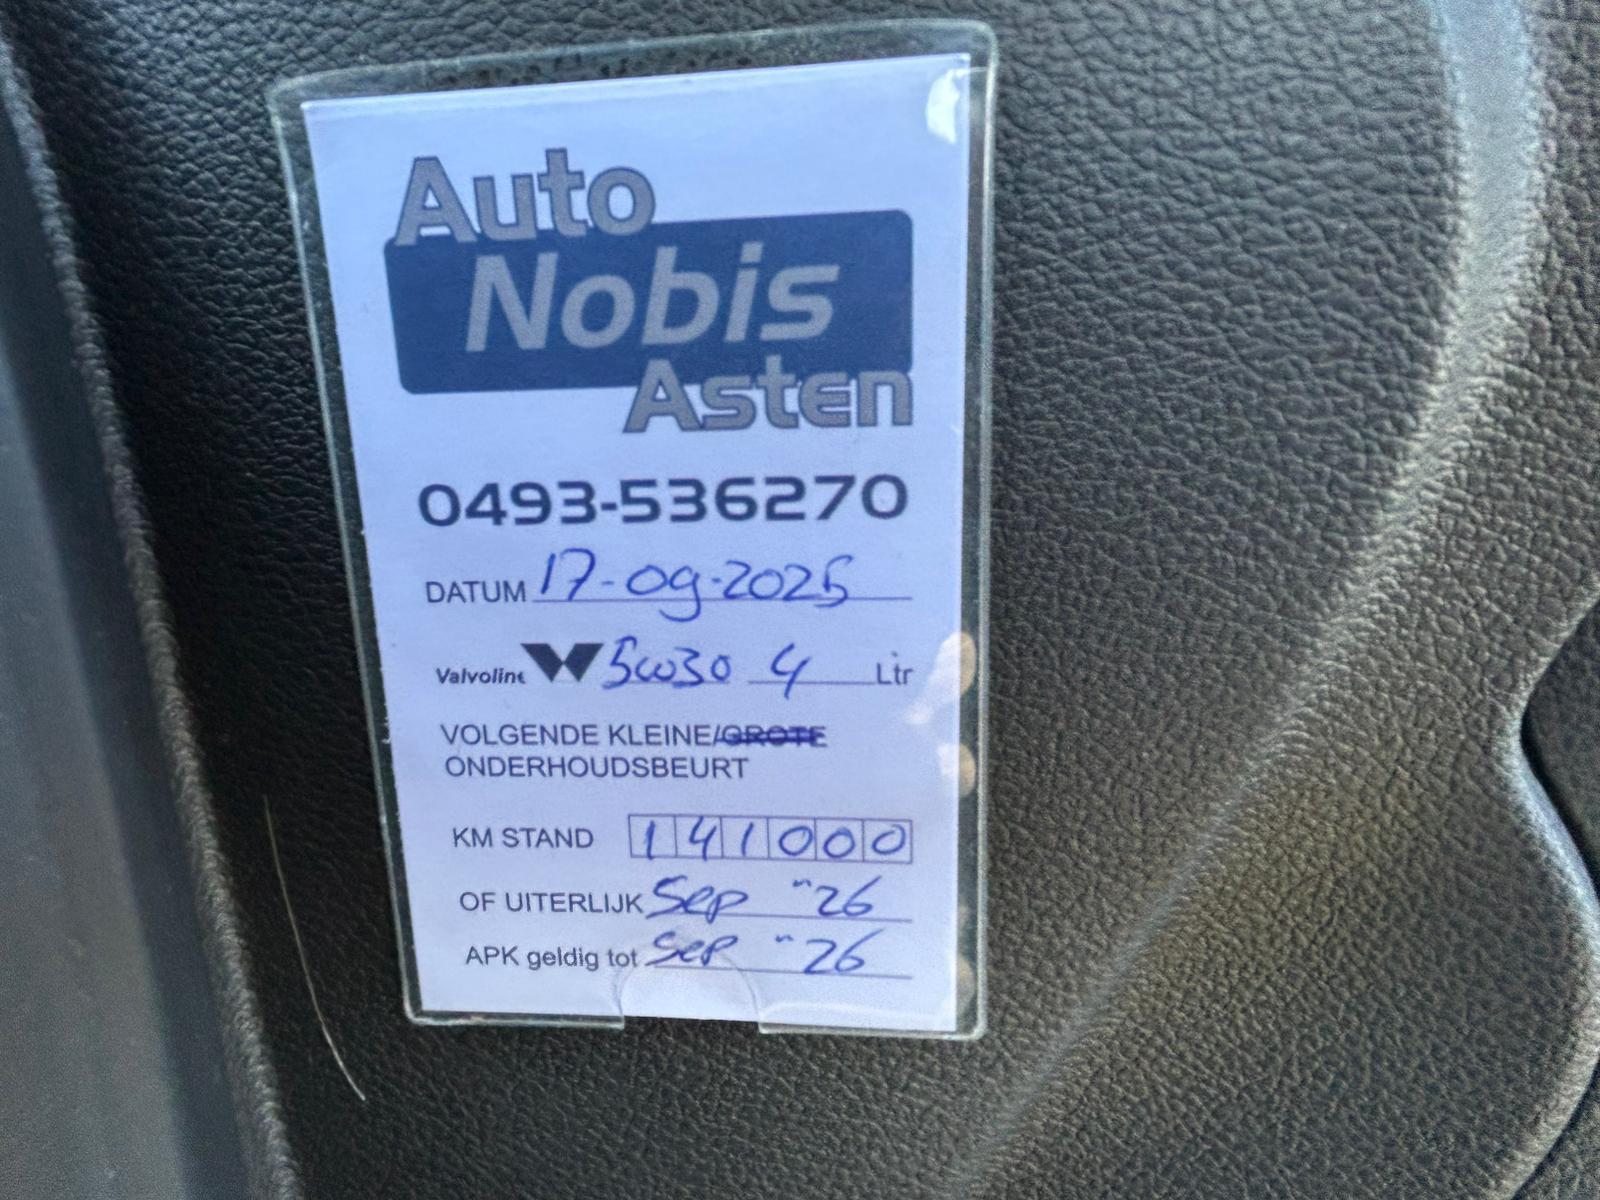 Auto
Nobis
Asten
0493-536270
DATUM 17-09-2025
Valvoline 5W30 4 Ltr
VOLGENDE KLEINE/GROTE
ONDERHOUDSBEURT
KM STAND 141000
OF UITERLIJK Sep "26
APK geldig tot Sep "26